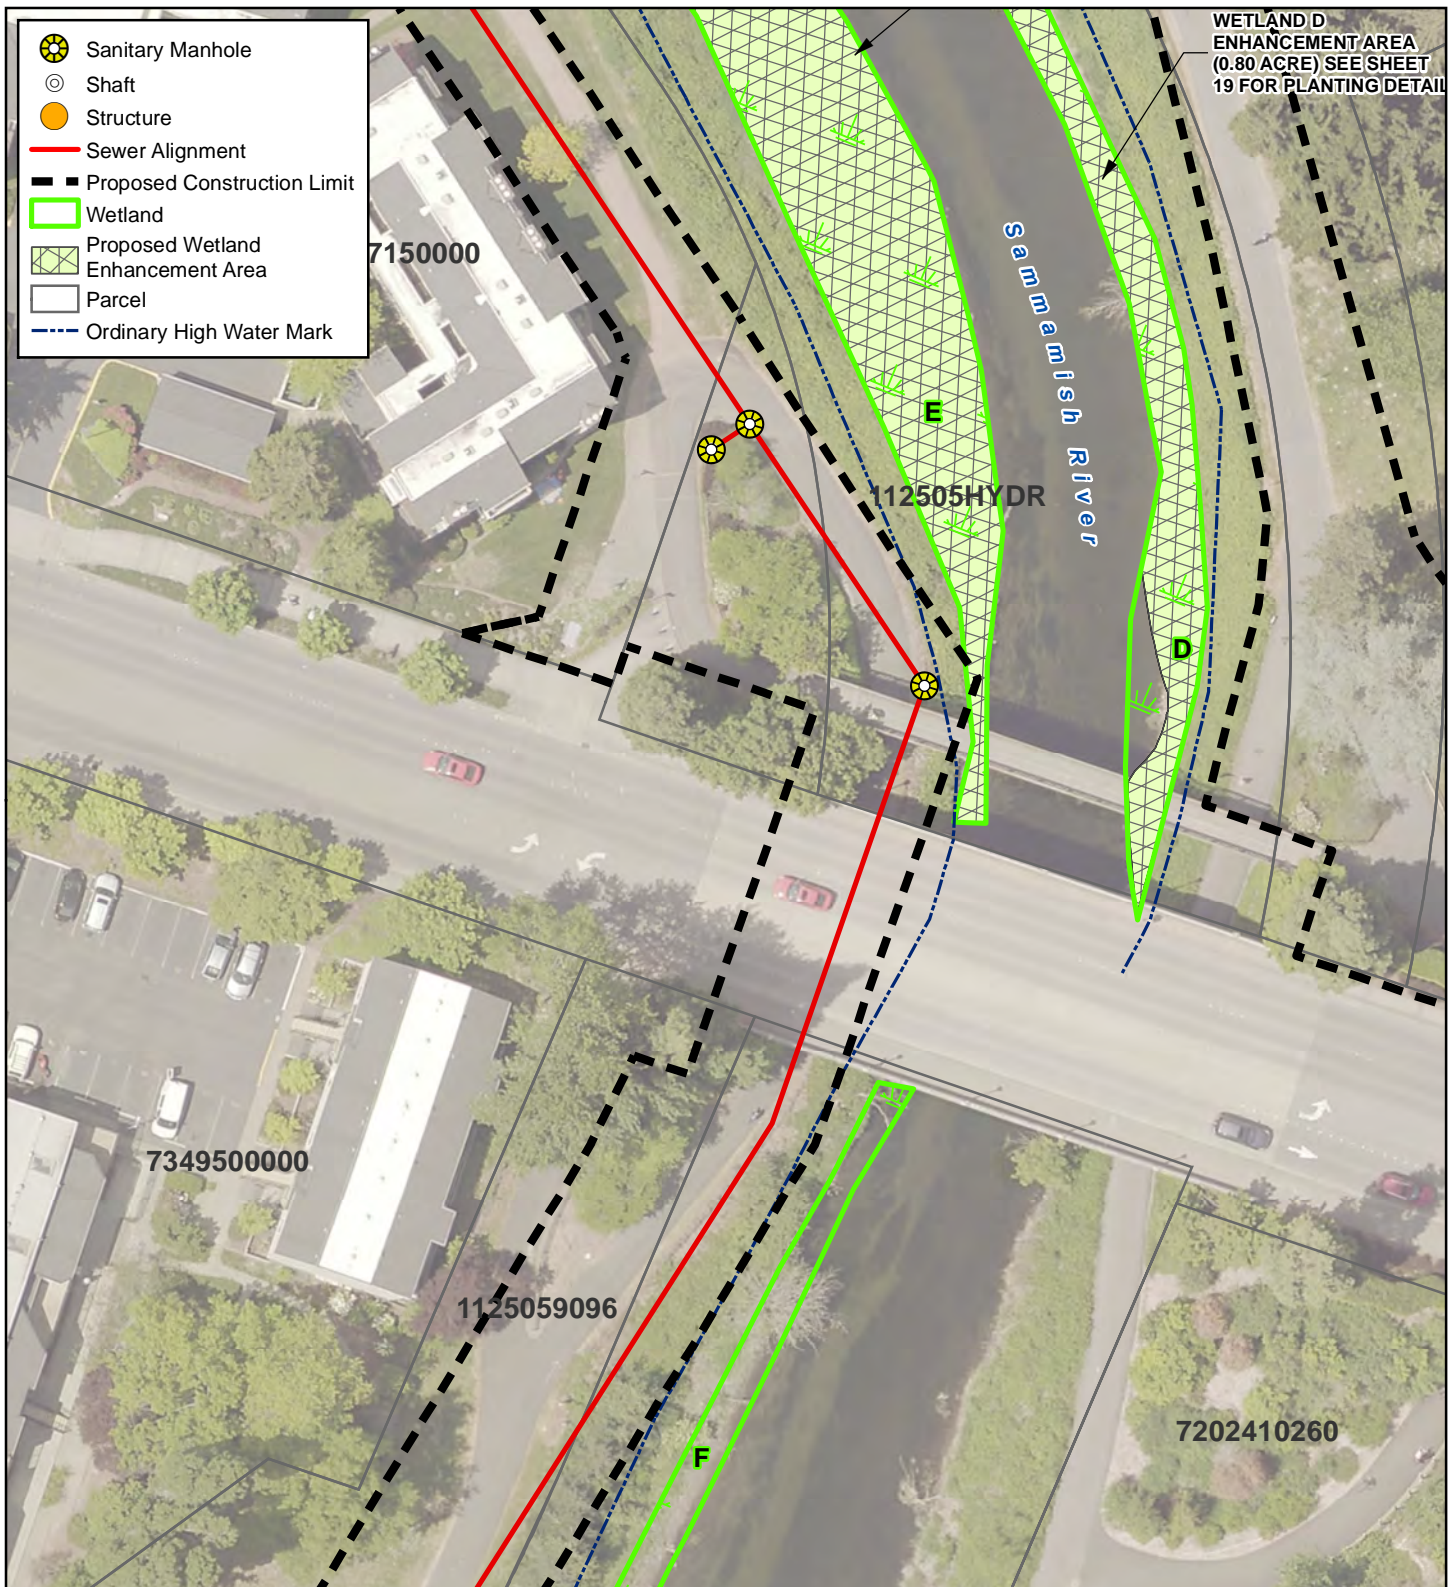 Sanitary Manhole
Shaft
Structure
Sewer Alignment
Proposed Construction Limit
Wetland
Proposed Wetland
Enhancement Area
Parcel
Ordinary High Water Mark
WETLAND D
ENHANCEMENT AREA
(0.80 ACRE) SEE SHEET
19 FOR PLANTING DETAIL
7150000
Sammamish River
E
112505HYDR
D
7349500000
1125059096
7202410260
F